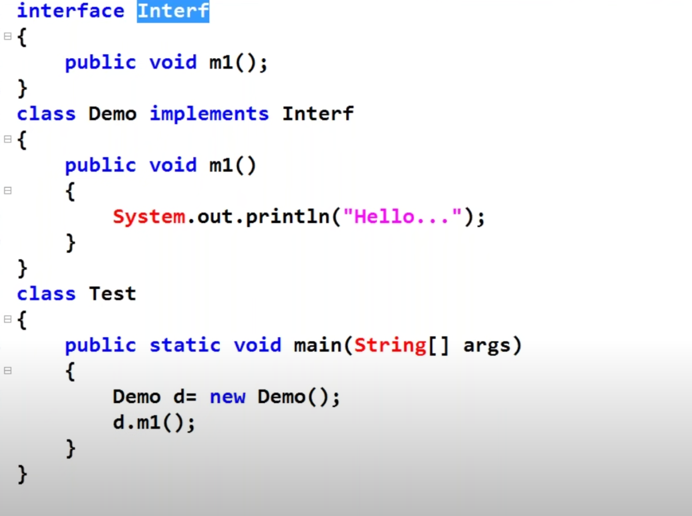 interface Interf
{
public void m1();
}
class Demo implements Interf
{
public void m1()
{
System.out.println("Hello...");
}
}
class Test
{
public static void main(String[] args)
{
Demo d= new Demo();
d.m1();
}
}